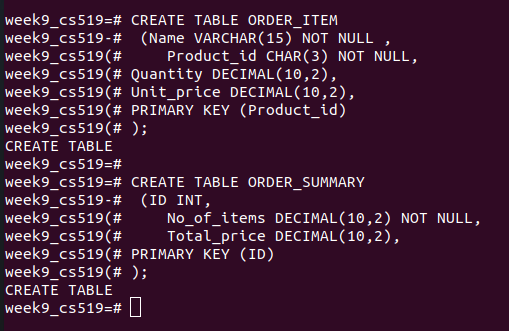 week9_cs519=# CREATE TABLE ORDER_ITEM
week9_cs519-#  (Name VARCHAR(15) NOT NULL ,
week9_cs519(#     Product_id CHAR(3) NOT NULL,
week9_cs519(# Quantity DECIMAL(10,2),
week9_cs519(# Unit_price DECIMAL(10,2),
week9_cs519(# PRIMARY KEY (Product_id)
week9_cs519(# );
CREATE TABLE
week9_cs519=#
week9_cs519=# CREATE TABLE ORDER_SUMMARY
week9_cs519-#  (ID INT,
week9_cs519(#     No_of_items DECIMAL(10,2) NOT NULL,
week9_cs519(#     Total_price DECIMAL(10,2),
week9_cs519(# PRIMARY KEY (ID)
week9_cs519(# );
CREATE TABLE
week9_cs519=#